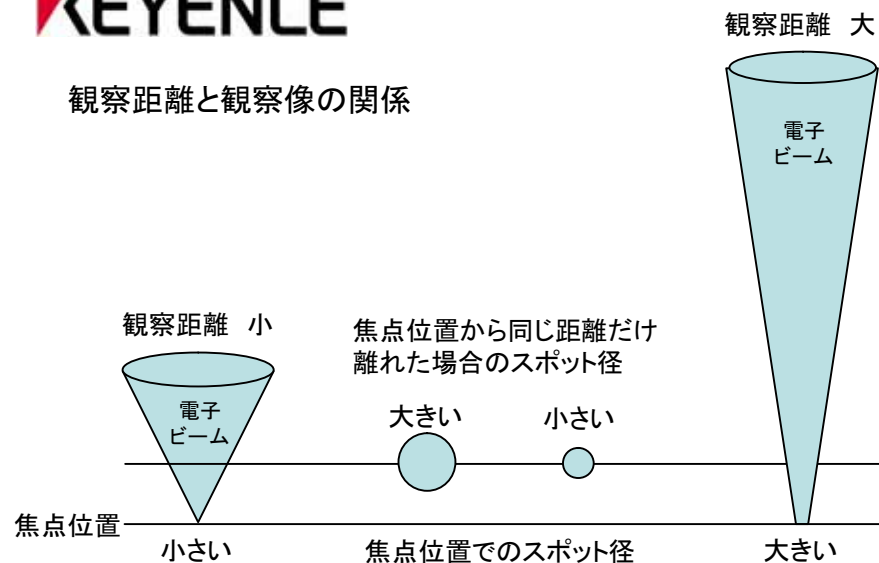 KEYENCE
観察距離 大
観察距離と観察像の関係
電子
ビーム
観察距離 小
焦点位置から同じ距離だけ
離れた場合のスポット径
電子
ビーム
大きい
小さい
焦点位置
小さい
焦点位置でのスポット径
大きい